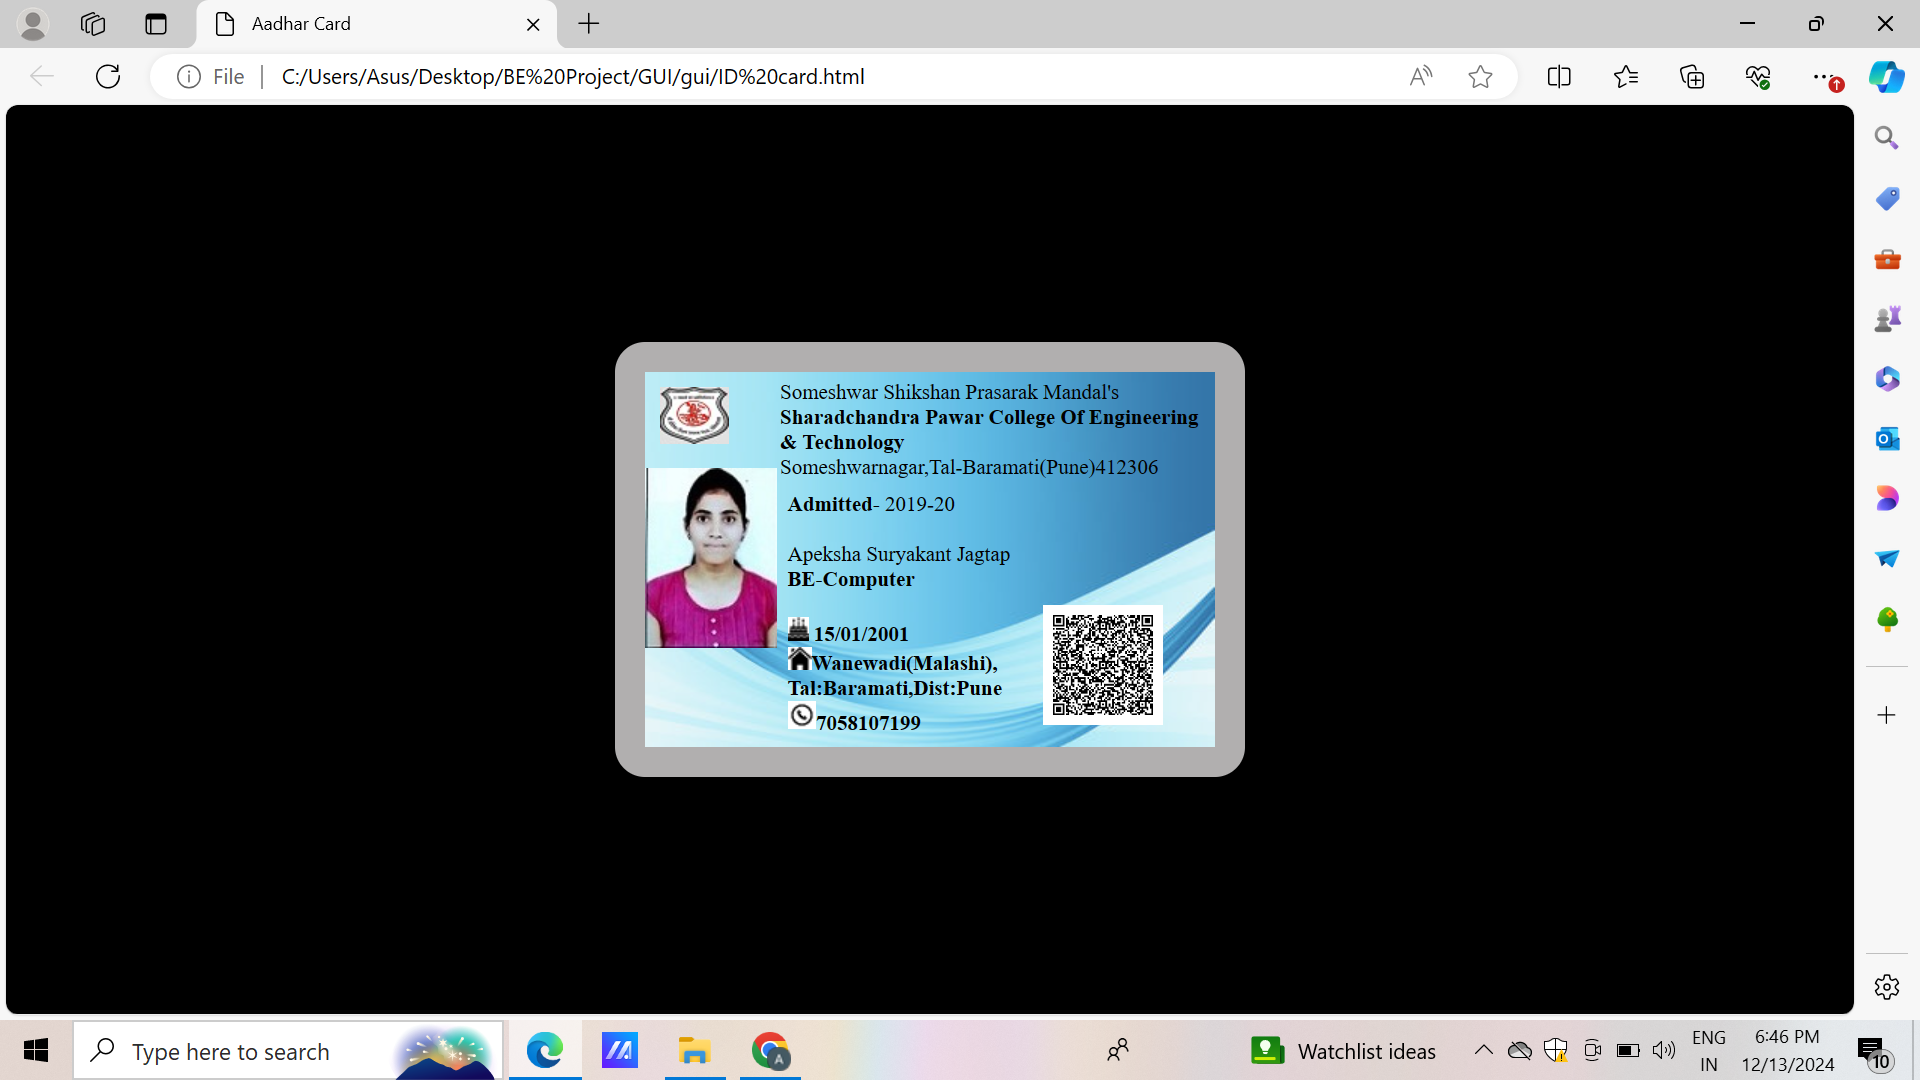 Aadhar Card
File
C:/Users/Asus/Desktop/BE%20Project/GUI/gui/ID%20card.html
Someshwar Shikshan Prasarak Mandal's
Sharadchandra Pawar College Of Engineering
& Technology
Someshwarnagar,Tal-Baramati(Pune)412306
Admitted- 2019-20
Apeksha Suryakant Jagtap
BE-Computer
15/01/2001
Wanewadi(Malashi),
Tal:Baramati,Dist:Pune
7058107199
Type here to search
A
Watchlist ideas
ENG
IN
6:46 PM
12/13/2024
10